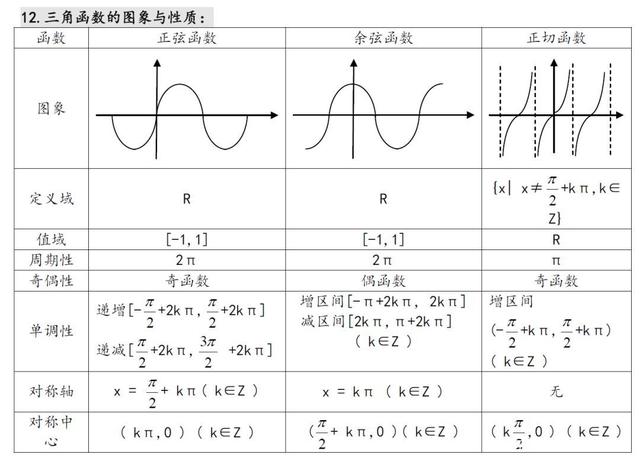 12.三角函数的图象与性质：
函数 正弦函数 余弦函数 正切函数
图象
定义域 R R {x| x≠π/2+kπ,k∈Z}
值域 [-1,1] [-1,1] R
周期性 2π 2π π
奇偶性 奇函数 偶函数 奇函数
单调性
递增[-π/2+2kπ,π/2+2kπ]
递减[π/2+2kπ,3π/2 +2kπ]
增区间[-π+2kπ, 2kπ]
减区间[2kπ,π+2kπ]
( k∈Z )
增区间
(-π/2+kπ,π/2+kπ)
( k∈Z )
对称轴 x = π/2+ kπ( k∈Z ) x = kπ ( k∈Z ) 无
对称中心 ( kπ,0 ) ( k∈Z ) (π/2+ kπ,0 )( k∈Z ) ( kπ/2,0 ) ( k∈Z )